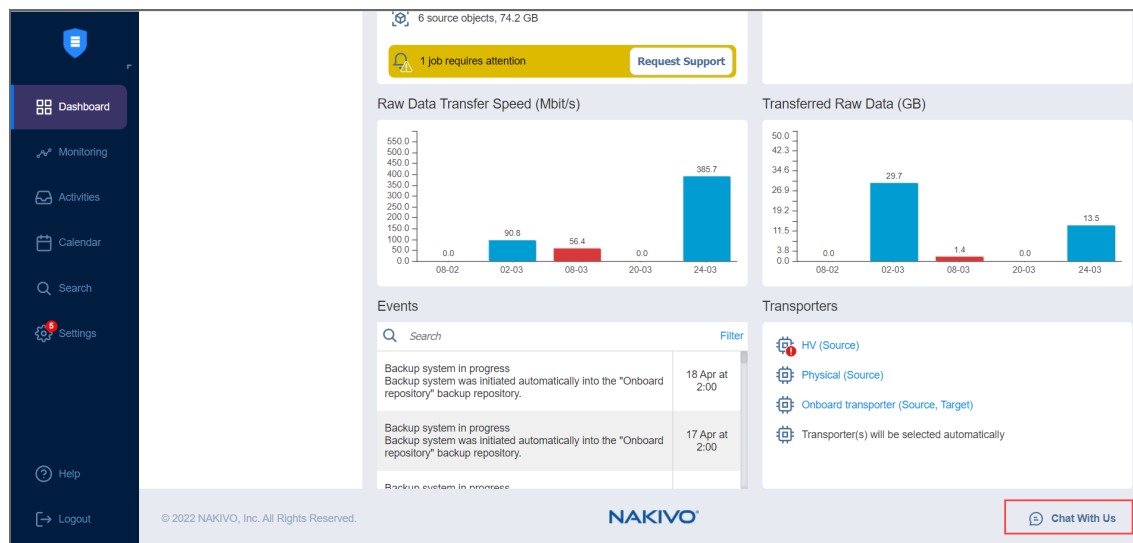 6 source objects, 74.2 GB
1 job requires attention
Request Support
Dashboard
Monitoring
Activities
Calendar
Search
5
Settings
Help
Logout
Raw Data Transfer Speed (Mbit/s)
550.0
500.0
450.0
400.0
350.0
300.0
250.0
200.0
150.0
100.0
50.0
0.0
0.0
90.8
56.4
0.0
385.7
08-02
02-03
08-03
20-03
24-03
Transferred Raw Data (GB)
50.0
42.3
34.6
26.9
19.2
11.5
3.8
0.0
0.0
29.7
1.4
0.0
13.5
08-02
02-03
08-03
20-03
24-03
Events
Search
Filter
Backup system in progress
Backup system was initiated automatically into the "Onboard
repository" backup repository.
18 Apr at
2:00
Backup system in progress
Backup system was initiated automatically into the "Onboard
repository" backup repository.
17 Apr at
2:00
Backup system in progress
Transporters
HV (Source)
Physical (Source)
Onboard transporter (Source, Target)
Transporter(s) will be selected automatically
© 2022 NAKIVO, Inc. All Rights Reserved.
NAKIVO®
Chat With Us